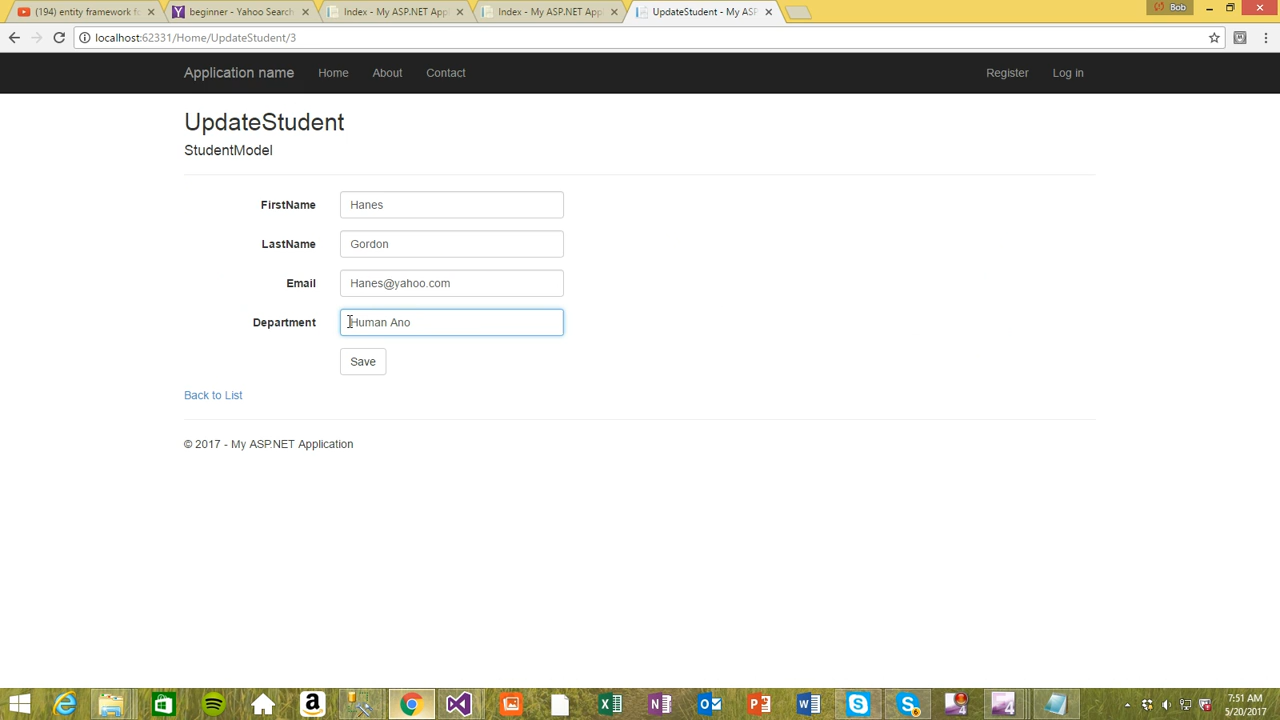 (194) entity framework fo
beginner - Yahoo Search
Index - My ASP.NET Appl
Index - My ASP.NET Appl
UpdateStudent - My ASP
Bob
localhost:62331/Home/UpdateStudent/3
Application name Home About Contact Register Log in
UpdateStudent
StudentModel
FirstName Hanes
LastName Gordon
Email Hanes@yahoo.com
Department Human Ano
Save
Back to List
© 2017 - My ASP.NET Application
7:51 AM
5/20/2017